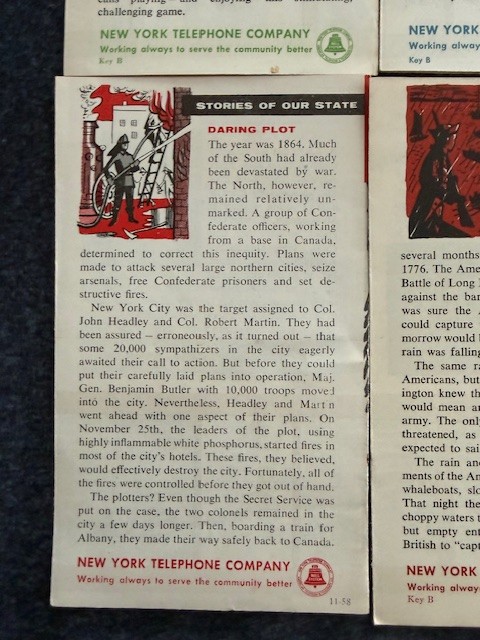 calls playing — and enjoying this stimulating,
challenging game.
NEW YORK TELEPHONE COMPANY
Working always to serve the community better
Key B
NEW YORK
Working alway
Key B
STORIES OF OUR STATE
DARING PLOT
The year was 1864. Much
of the South had already
been devastated by war.
The North, however, re-
mained relatively un-
marked. A group of Con-
federate officers, working
from a base in Canada,
determined to correct this inequity. Plans were
made to attack several large northern cities, seize
arsenals, free Confederate prisoners and set de-
structive fires.
New York City was the target assigned to Col.
John Headley and Col. Robert Martin. They had
been assured — erroneously, as it turned out — that
some 20,000 sympathizers in the city eagerly
awaited their call to action. But before they could
put their carefully laid plans into operation, Maj.
Gen. Benjamin Butler with 10,000 troops moved
into the city. Nevertheless, Headley and Martin
went ahead with one aspect of their plans. On
November 25th, the leaders of the plot, using
highly inflammable white phosphorus, started fires in
most of the city's hotels. These fires, they believed,
would effectively destroy the city. Fortunately, all of
the fires were controlled before they got out of hand.
The plotters? Even though the Secret Service was
put on the case, the two colonels remained in the
city a few days longer. Then, boarding a train for
Albany, they made their way safely back to Canada.
NEW YORK TELEPHONE COMPANY
Working always to serve the community better
11-58
several months
1776. The Ame
Battle of Long I
against the bar
was sure the A
could capture
morrow would b
rain was falling
The same ra
Americans, but
ington knew th
would mean an
army. The only
threatened, as
expected to sai
The rain and
ments of the Am
whaleboats, slo
That night the
choppy waters t
but empty ent
British to "capt
NEW YORK
Working alway
Key B